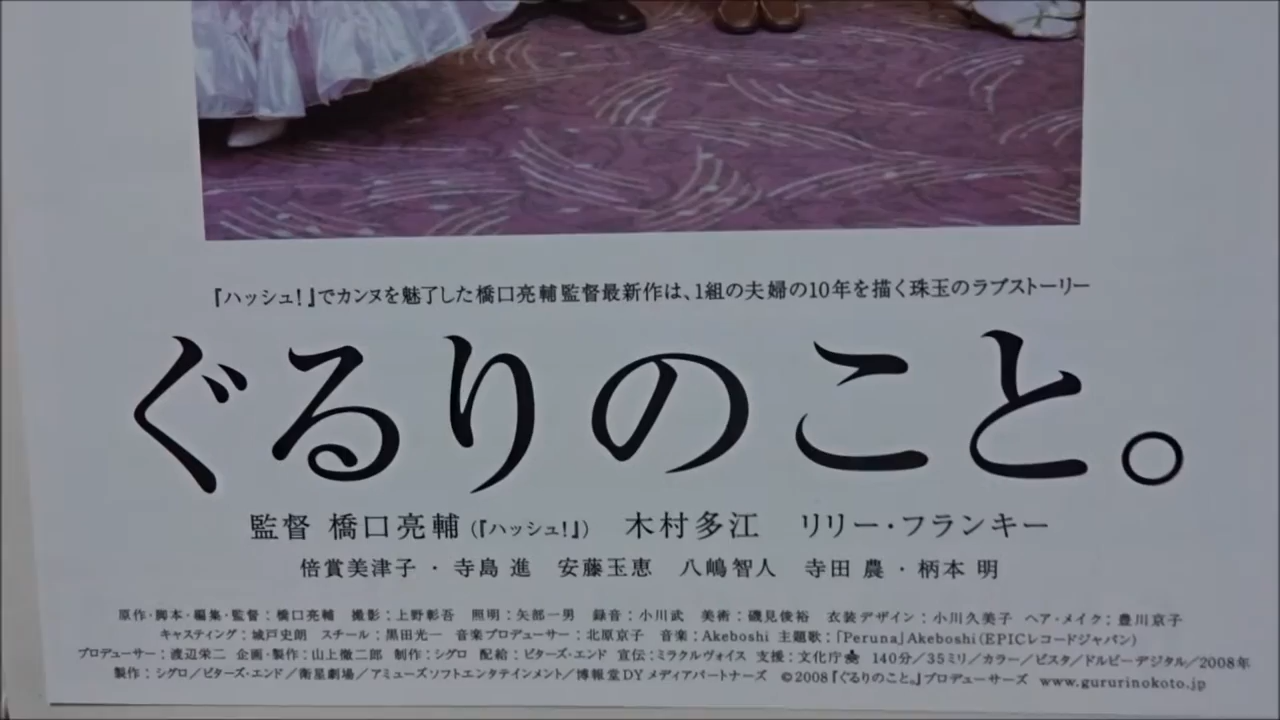 『ハッシュ!』でカンヌを魅了した橋口亮輔監督最新作は、1組の夫婦の10年を描く珠玉のラブストーリー
ぐるりのこと。
監督 橋口亮輔(『ハッシュ!』) 木村多江 リリー・フランキー
倍賞美津子・寺島 進 安藤玉恵 八嶋智人 寺田 農・柄本 明
原作・脚本・編集・監督:橋口亮輔 撮影:上野彰吾 照明:矢部一男 録音:小川武 美術:磯見俊裕 衣装デザイン:小川久美子 ヘア・メイク:豊川京子
キャスティング:城戸史朗 スチール:黒田光一 音楽プロデューサー:北原京子 音楽:Akeboshi 主題歌:「Peruna」Akeboshi(EPICレコードジャパン)
プロデューサー:渡辺栄二 企画・製作:山上徹二郎 制作:シグロ 配給:ビターズ・エンド 宣伝:ミラクルヴォイス 支援:文化庁 140分/35ミリ/カラー/ビスタ/ドルビーデジタル/2008年
製作:シグロ/ビターズ・エンド/衛星劇場/アミューズソフトエンタテインメント/博報堂DYメディアパートナーズ ©2008『ぐるりのこと。』プロデューサーズ www.gururinokoto.jp